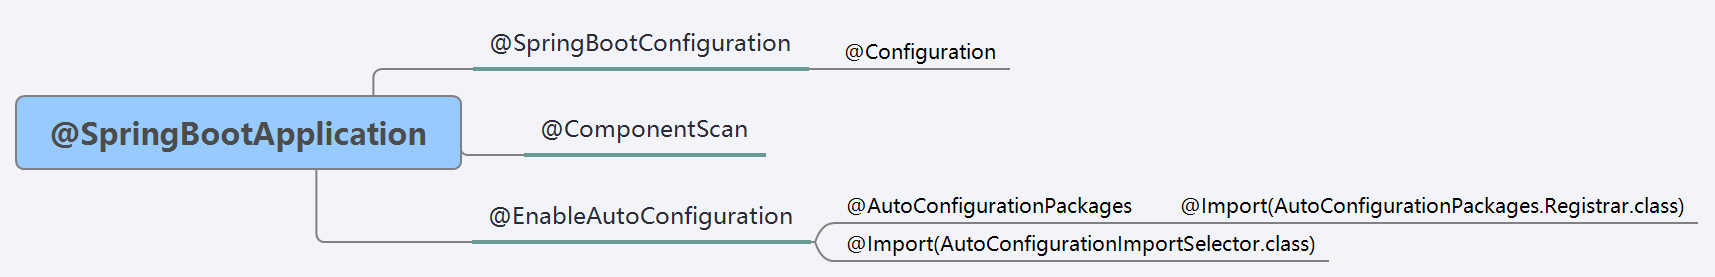 @SpringBootConfiguration
@Configuration
@SpringBootApplication
@ComponentScan
@EnableAutoConfiguration
@AutoConfigurationPackages
@Import(AutoConfigurationPackages.Registrar.class)
@Import(AutoConfigurationImportSelector.class)